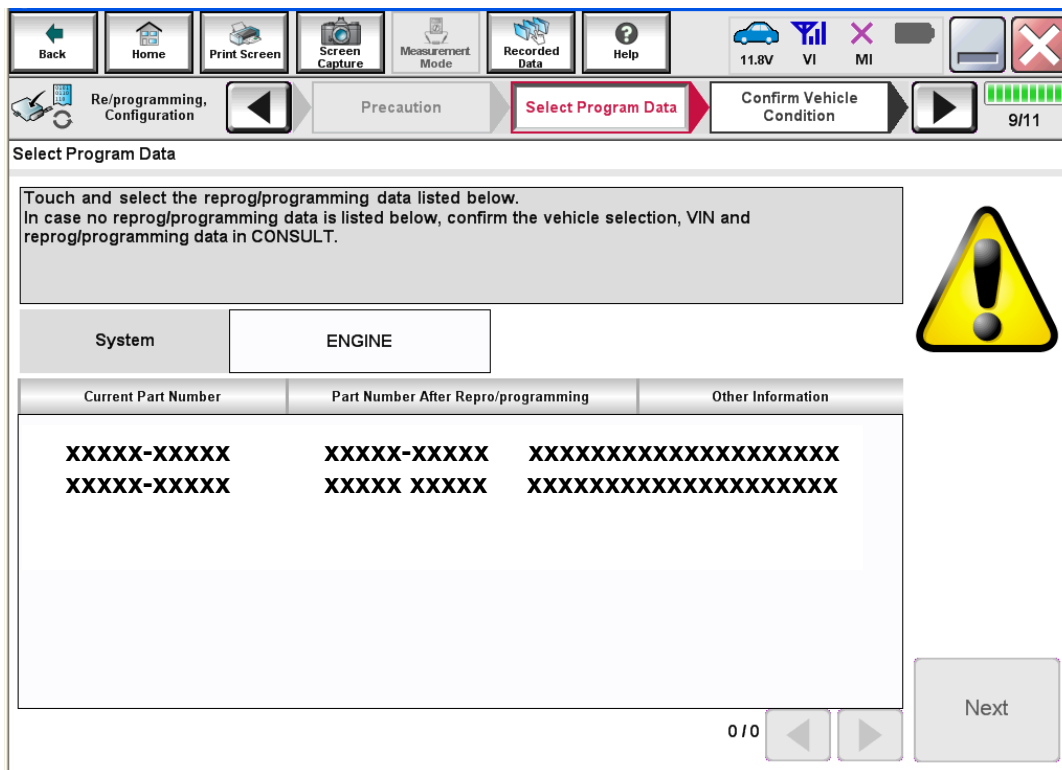 Back
Home
Print Screen
Screen
Capture
Measurement
Mode
Recorded
Data
Help
11.8V
VI
MI
Re/programming,
Configuration
Precaution
Select Program Data
Confirm Vehicle
Condition
9/11
Select Program Data
Touch and select the reprog/programming data listed below.
In case no reprog/programming data is listed below, confirm the vehicle selection, VIN and
reprog/programming data in CONSULT.
System
ENGINE
Current Part Number
Part Number After Repro/programming
Other Information
XXXXX-XXXXX XXXXX-XXXXX XXXXXXXXXXXXXXXXXXXX
XXXXX-XXXXX XXXXX XXXXX XXXXXXXXXXXXXXXXXXXX
Next
0/0